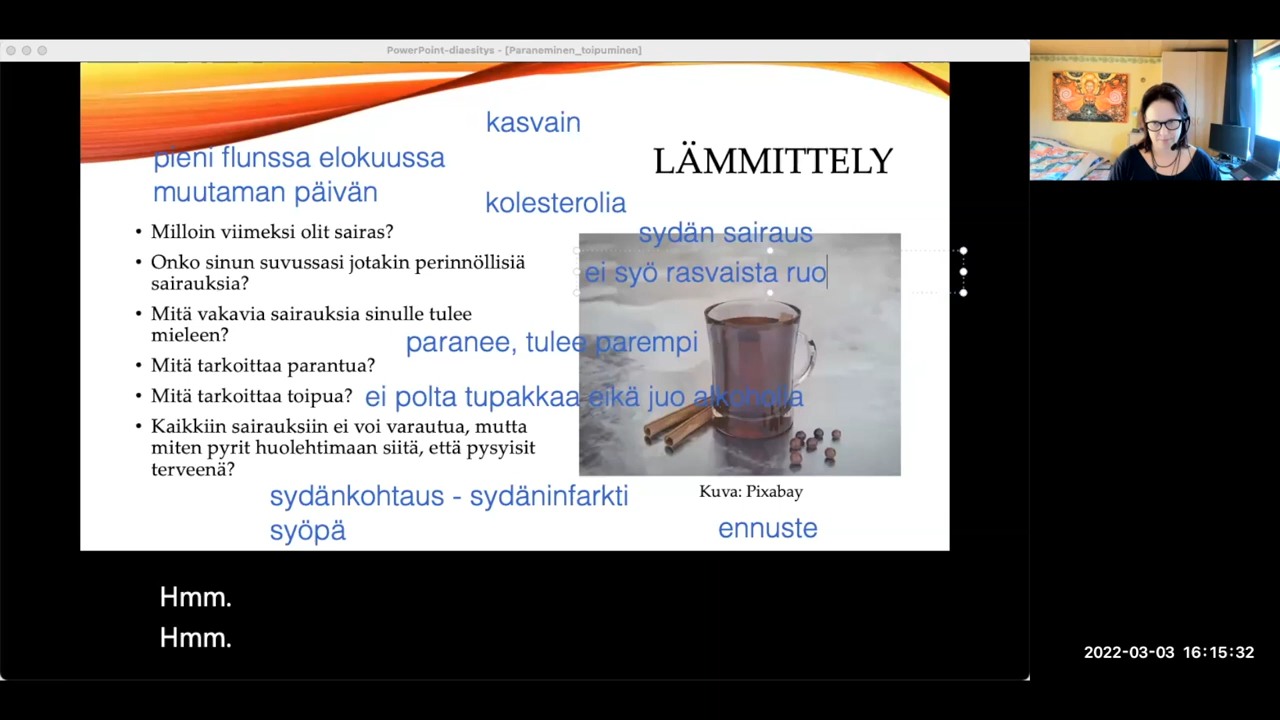 PowerPoint-diaesitys - [Paraneminen_toipuminen]
kasvain
LÄMMITTELY
pieni flunssa elokuussa
muutaman päivän
kolesterolia
sydän sairaus
ei syö rasvaista ruo
• Milloin viimeksi olit sairas?
• Onko sinun suvussasi jotakin perinnöllisiä
sairauksia?
• Mitä vakavia sairauksia sinulle tulee
mieleen?
paranee, tulee parempi
• Mitä tarkoittaa parantua?
• Mitä tarkoittaa toipua?
ei polta tupakkaa eikä juo alkoholia
• Kaikkiin sairauksiin ei voi varautua, mutta
miten pyrit huolehtimaan siitä, että pysyisit
terveenä?
sydänkohtaus - sydäninfarkti
syöpä
Kuva: Pixabay
ennuste
Hmm.
Hmm.
2022-03-03 16:15:32